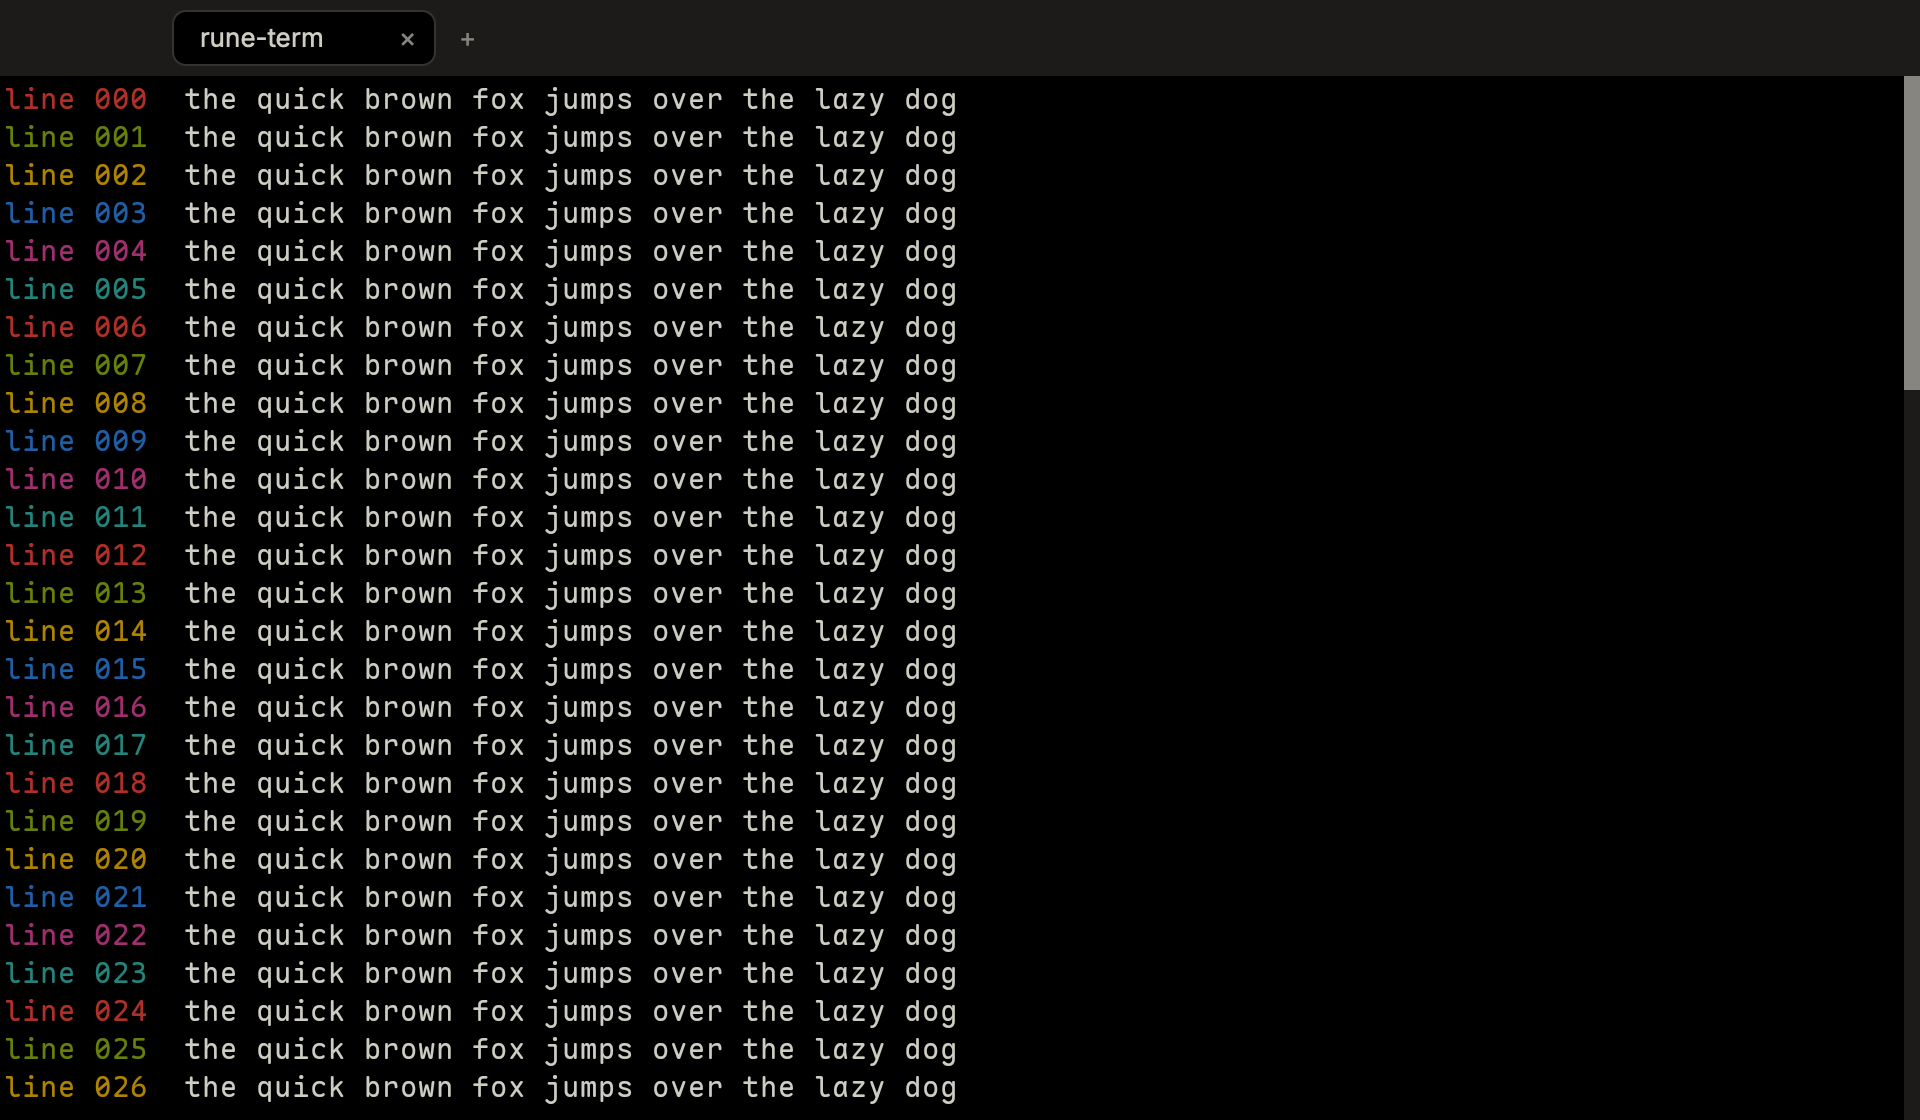 rune-term × +
line 000  the quick brown fox jumps over the lazy dog
line 001  the quick brown fox jumps over the lazy dog
line 002  the quick brown fox jumps over the lazy dog
line 003  the quick brown fox jumps over the lazy dog
line 004  the quick brown fox jumps over the lazy dog
line 005  the quick brown fox jumps over the lazy dog
line 006  the quick brown fox jumps over the lazy dog
line 007  the quick brown fox jumps over the lazy dog
line 008  the quick brown fox jumps over the lazy dog
line 009  the quick brown fox jumps over the lazy dog
line 010  the quick brown fox jumps over the lazy dog
line 011  the quick brown fox jumps over the lazy dog
line 012  the quick brown fox jumps over the lazy dog
line 013  the quick brown fox jumps over the lazy dog
line 014  the quick brown fox jumps over the lazy dog
line 015  the quick brown fox jumps over the lazy dog
line 016  the quick brown fox jumps over the lazy dog
line 017  the quick brown fox jumps over the lazy dog
line 018  the quick brown fox jumps over the lazy dog
line 019  the quick brown fox jumps over the lazy dog
line 020  the quick brown fox jumps over the lazy dog
line 021  the quick brown fox jumps over the lazy dog
line 022  the quick brown fox jumps over the lazy dog
line 023  the quick brown fox jumps over the lazy dog
line 024  the quick brown fox jumps over the lazy dog
line 025  the quick brown fox jumps over the lazy dog
line 026  the quick brown fox jumps over the lazy dog